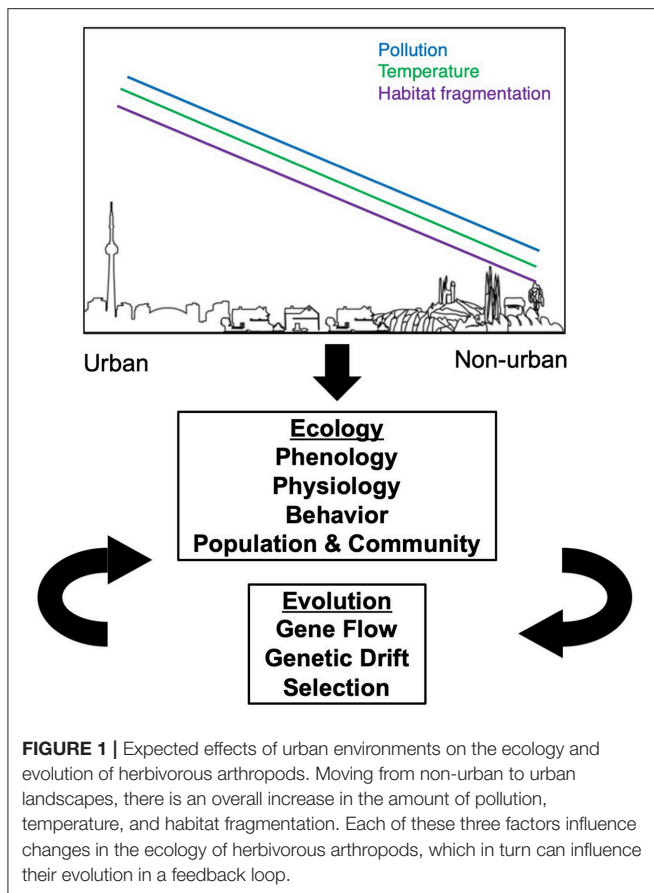 Pollution
Temperature
Habitat fragmentation
Urban
Non-urban
Ecology
Phenology
Physiology
Behavior
Population & Community
Evolution
Gene Flow
Genetic Drift
Selection
FIGURE 1 | Expected effects of urban environments on the ecology and
evolution of herbivorous arthropods. Moving from non-urban to urban
landscapes, there is an overall increase in the amount of pollution,
temperature, and habitat fragmentation. Each of these three factors influence
changes in the ecology of herbivorous arthropods, which in turn can influence
their evolution in a feedback loop.